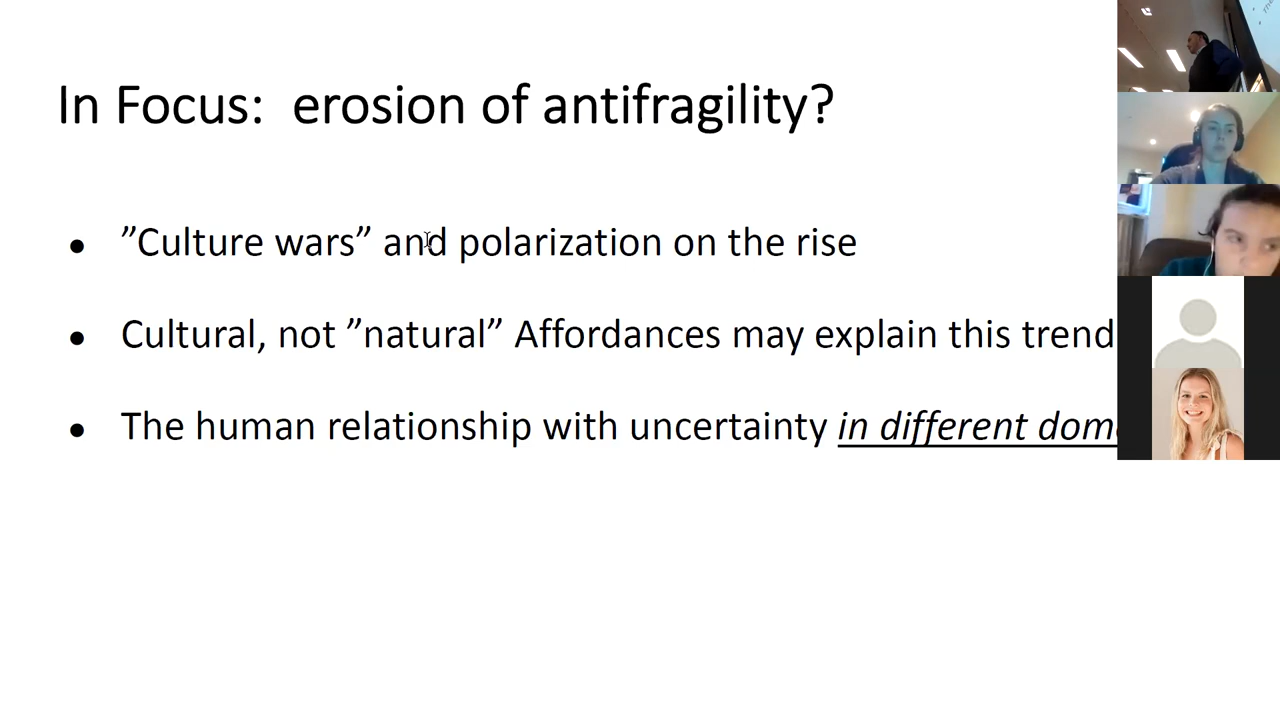 In Focus: erosion of antifragility?
”Culture wars” and polarization on the rise
Cultural, not ”natural” Affordances may explain this trend
The human relationship with uncertainty in different